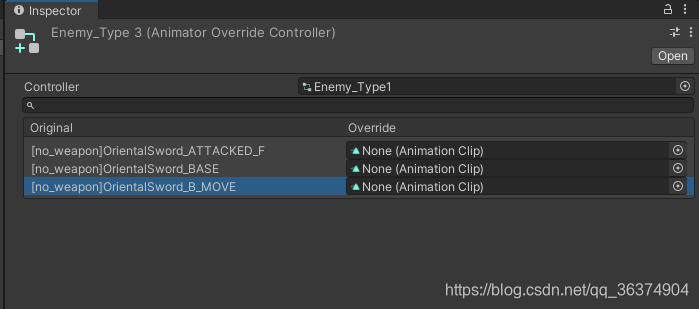 Inspector
Enemy_Type 3 (Animator Override Controller)
Open
Controller Enemy_Type1
Original Override
[no_weapon]OrientalSword_ATTACKED_F None (Animation Clip)
[no_weapon]OrientalSword_BASE None (Animation Clip)
[no_weapon]OrientalSword_B_MOVE None (Animation Clip)
https://blog.csdn.net/qq_36374904